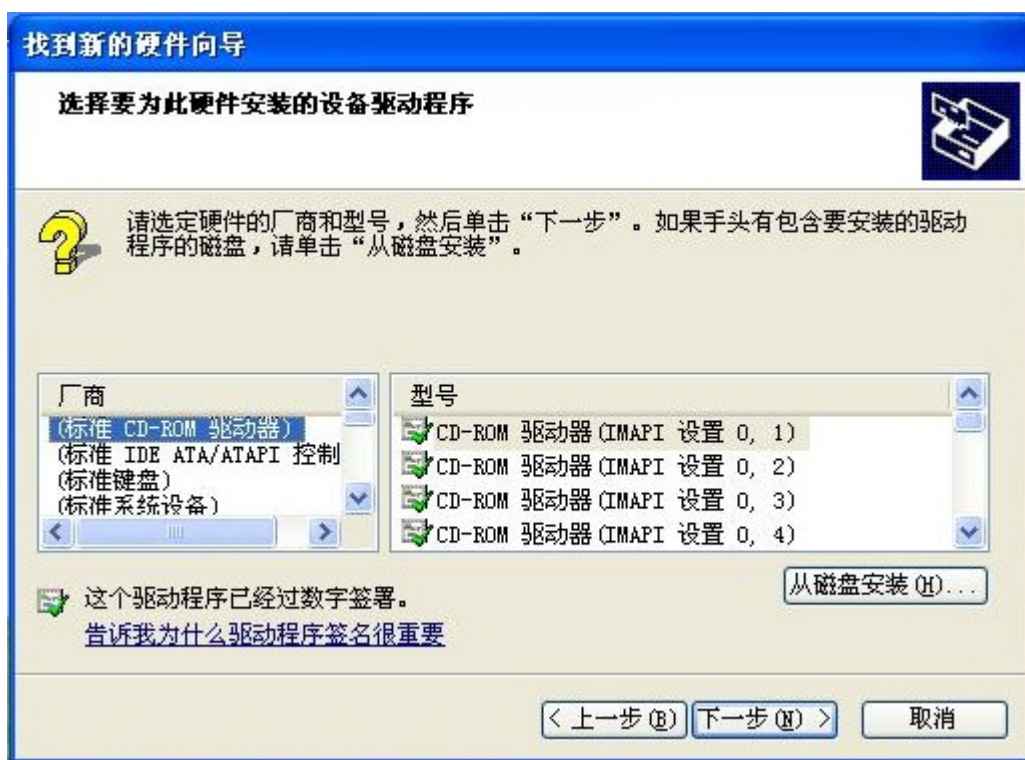 找到新的硬件向导
选择要为此硬件安装的设备驱动程序
请选定硬件的厂商和型号，然后单击“下一步”。如果手头有包含要安装的驱动
程序的磁盘，请单击“从磁盘安装”。
厂商
(标准 CD-ROM 驱动器)
(标准 IDE ATA/ATAPI 控制
(标准键盘)
(标准系统设备)
型号
CD-ROM 驱动器(IMAPI 设置 0, 1)
CD-ROM 驱动器(IMAPI 设置 0, 2)
CD-ROM 驱动器(IMAPI 设置 0, 3)
CD-ROM 驱动器(IMAPI 设置 0, 4)
这个驱动程序已经过数字签署。
告诉我为什么驱动程序签名很重要
从磁盘安装(H)...
< 上一步(B)
下一步(N) >
取消